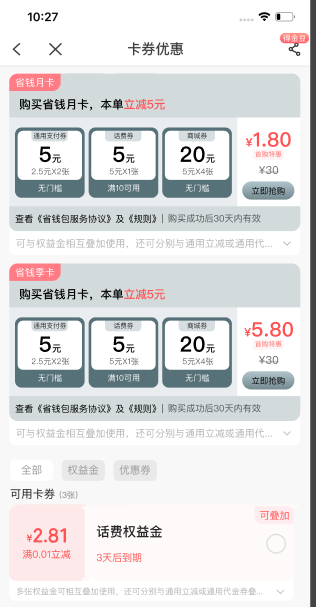 10:27
得金豆
卡券优惠
省钱月卡
购买省钱月卡，本单立减5元
通用支付券
5元
2.5元X2张
无门槛
话费券
5元
5元X1张
满10可用
商城券
20元
5元X4张
无门槛
¥1.80
首购特惠
¥30
立即抢购
查看《省钱包服务协议》及《规则》| 购买成功后30天内有效
可与权益金相互叠加使用，还可分别与通用立减或通用代...
省钱季卡
购买省钱月卡，本单立减5元
通用支付券
5元
2.5元X2张
无门槛
话费券
5元
5元X1张
满10可用
商城券
20元
5元X4张
无门槛
¥5.80
首购特惠
¥30
立即抢购
查看《省钱包服务协议》及《规则》| 购买成功后30天内有效
可与权益金相互叠加使用，还可分别与通用立减或通用代...
全部
权益金
优惠券
可用卡券 (3张)
可叠加
¥2.81
满0.01立减
话费权益金
3天后到期
多张权益金可相互叠加使用，还可分别与通用立减或通用代金券叠...